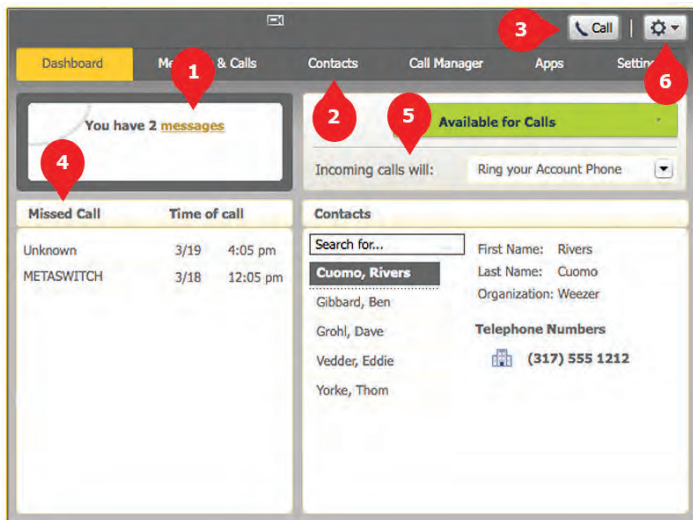 3
Call
6
Dashboard
& Calls
Contacts
Call Manager
Apps
1
2
5
You have 2 messages
Available for Calls
Incoming calls will:
Ring your Account Phone
4
Missed Call
Time of call
Contacts
Unknown
3/19
4:05 pm
METASWITCH
3/18
12:05 pm
Search for...
Cuomo, Rivers
Gibbard, Ben
Grohl, Dave
Vedder, Eddie
Yorke, Thom
First Name: Rivers
Last Name: Cuomo
Organization: Weezer
Telephone Numbers
(317) 555 1212